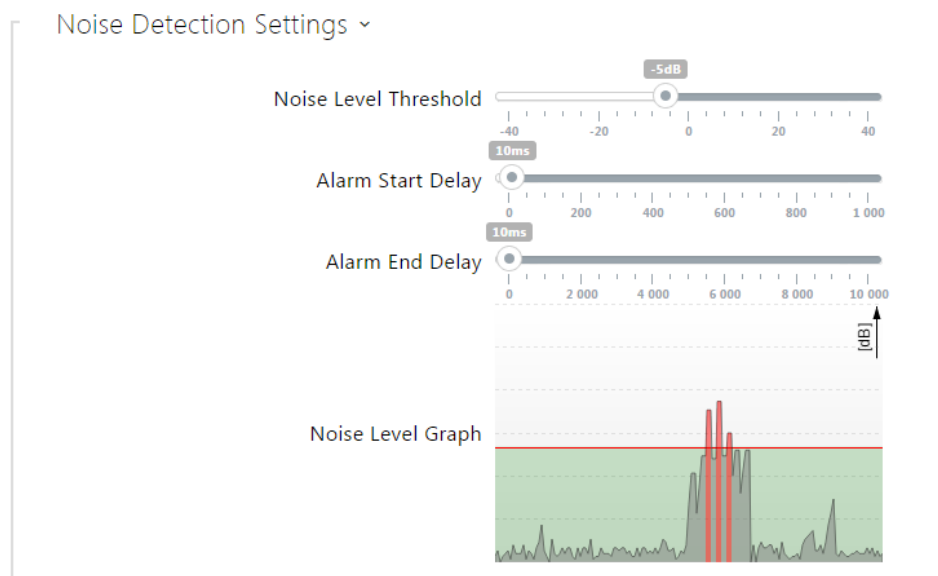 Noise Detection Settings
-5dB
Noise Level Threshold
-40 -20 0 20 40
10ms
Alarm Start Delay
0 200 400 600 800 1 000
10ms
Alarm End Delay
0 2 000 4 000 6 000 8 000 10 000
[dB]
Noise Level Graph